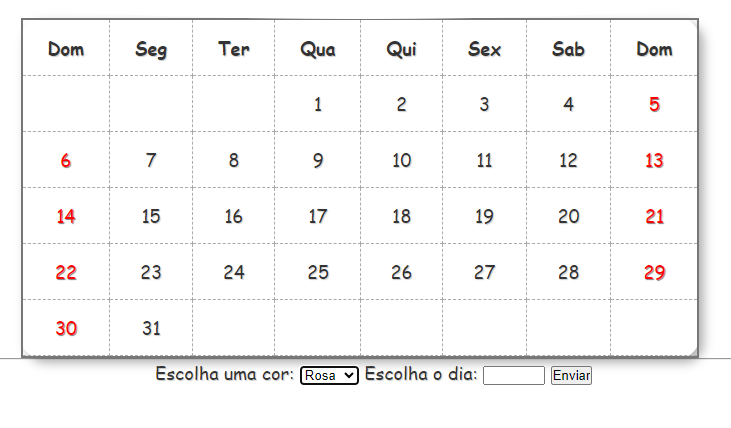 Dom Seg Ter Qua Qui Sex Sab Dom
1 2 3 4 5
6 7 8 9 10 11 12 13
14 15 16 17 18 19 20 21
22 23 24 25 26 27 28 29
30 31
Escolha uma cor: Rosa Escolha o dia: Enviar